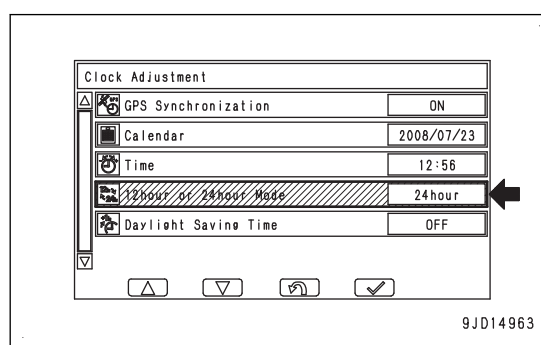 Clock Adjustment
GPS Synchronization ON
Calendar 2008/07/23
Time 12:56
12hour or 24hour Mode 24hour
Daylight Saving Time OFF
9JD14963